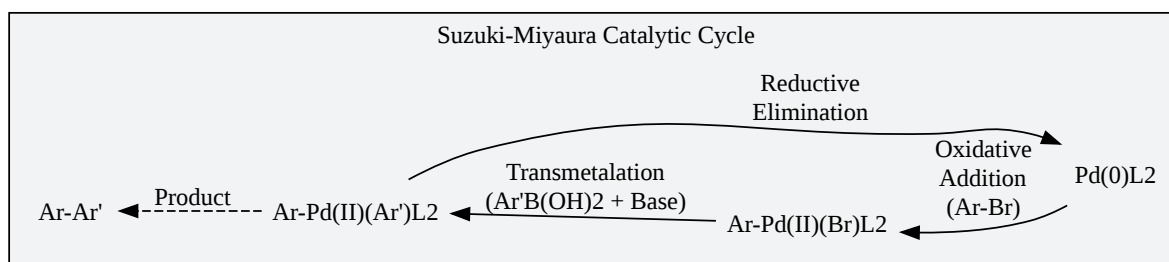 Suzuki-Miyaura Catalytic Cycle
Reductive
Elimination
Oxidative
Addition
(Ar-Br)
Pd(0)L2
Transmetalation
(Ar'B(OH)2 + Base)
Product
Ar-Ar'
Ar-Pd(II)(Ar')L2
Ar-Pd(II)(Br)L2